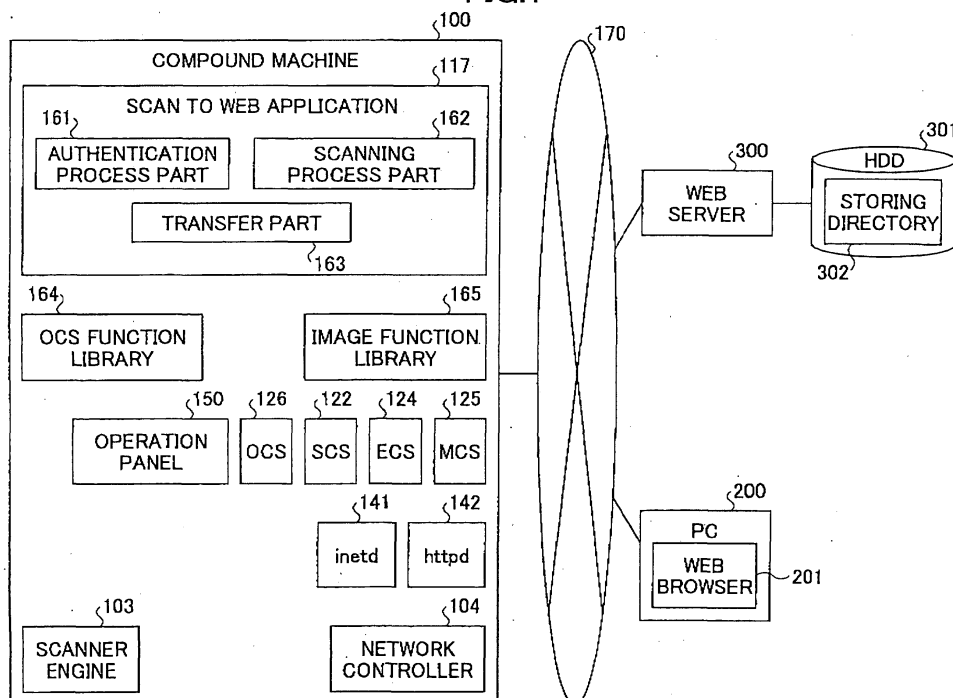 100
COMPOUND MACHINE
117
SCAN TO WEB APPLICATION
161
AUTHENTICATION
PROCESS PART
162
SCANNING
PROCESS PART
TRANSFER PART
163
164
OCS FUNCTION
LIBRARY
165
IMAGE FUNCTION
LIBRARY
150
OPERATION
PANEL
126
OCS
122
SCS
124
ECS
125
MCS
141
inetd
142
httpd
103
SCANNER
ENGINE
104
NETWORK
CONTROLLER
170
300
WEB
SERVER
301
HDD
STORING
DIRECTORY
302
200
PC
WEB
BROWSER
201